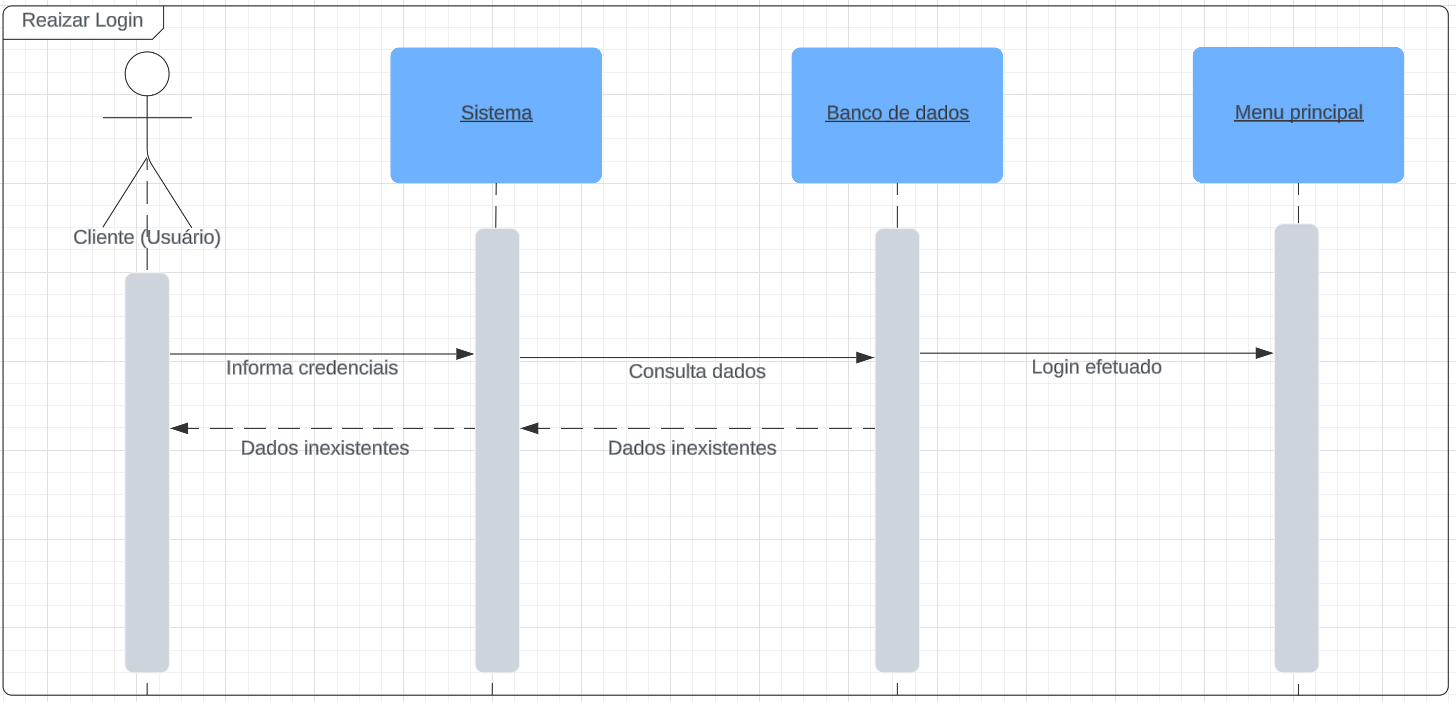 Reaizar Login
Sistema
Banco de dados
Menu principal
Cliente (Usuário)
Informa credenciais
Consulta dados
Login efetuado
Dados inexistentes
Dados inexistentes